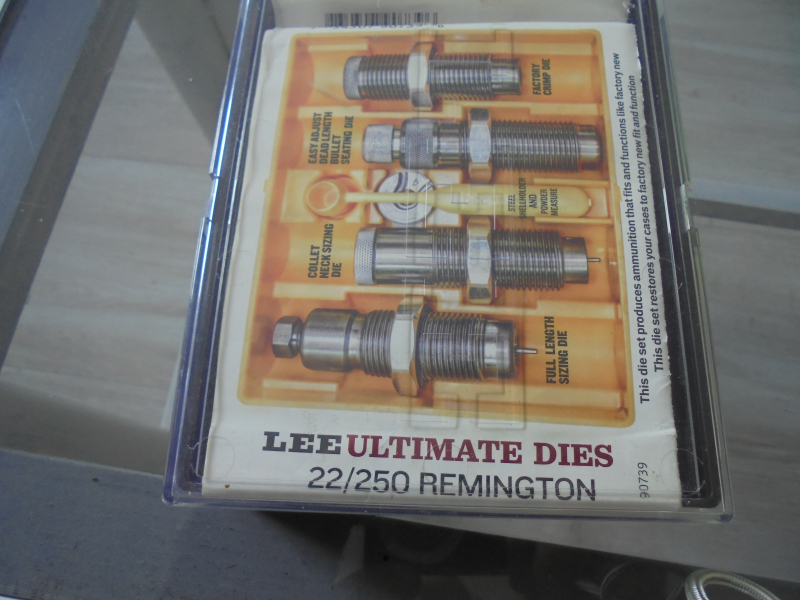 FACTORY
CRIMP DIE
EASY ADJUST
DEAD LENGTH
BULLET
SEATING DIE
STEEL
SHELLHOLDER
AND
POWDER
MEASURE
COLLET
NECK SIZING
DIE
FULL LENGTH
SIZING DIE
This die set produces ammunition that fits and functions like factory new
This die set restores your cases to factory new fit and function
LEE ULTIMATE DIES
22/250 REMINGTON
90739